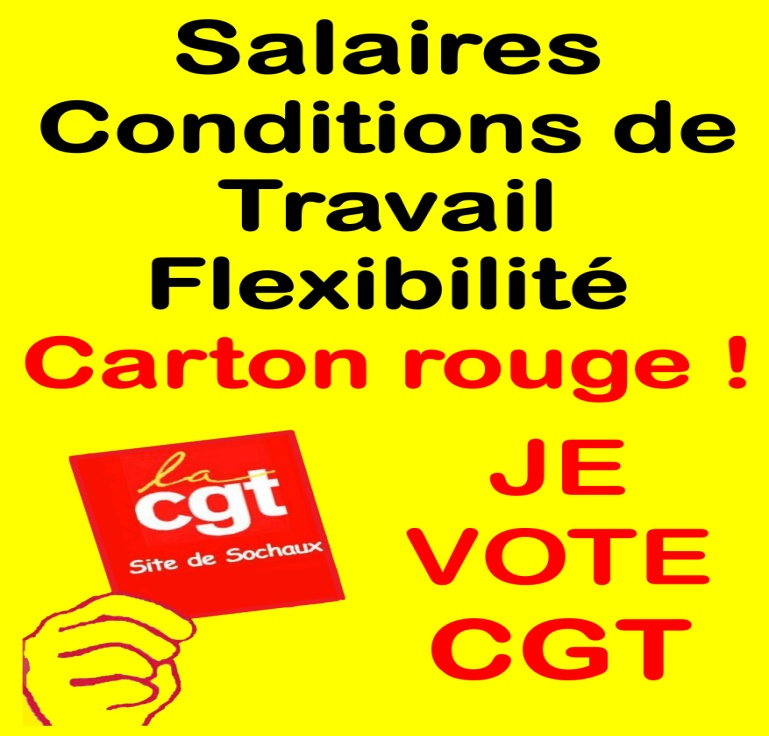 Salaires
Conditions de
Travail
Flexibilité
Carton rouge !
la
cgt
Site de Sochaux
JE
VOTE
CGT